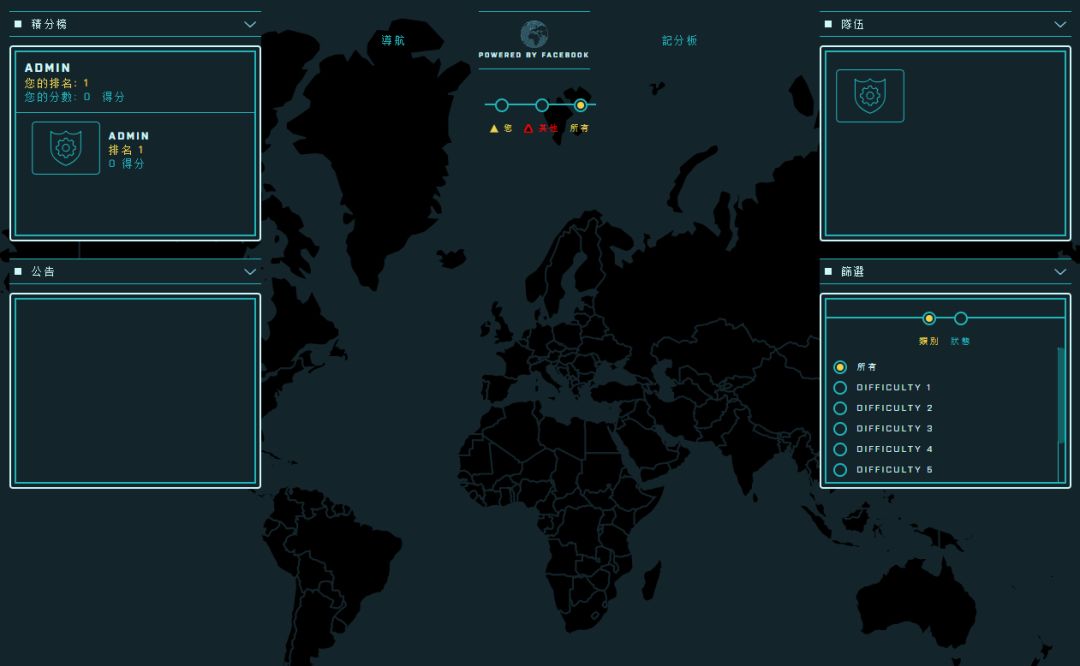 積分榜
ADMIN
您的排名: 1
您的分數: 0 得分
ADMIN
排名 1
0 得分
公告
導航
POWERED BY FACEBOOK
記分板
您 其他 所有
隊伍
篩選
類別 狀態
所有
DIFFICULTY 1
DIFFICULTY 2
DIFFICULTY 3
DIFFICULTY 4
DIFFICULTY 5